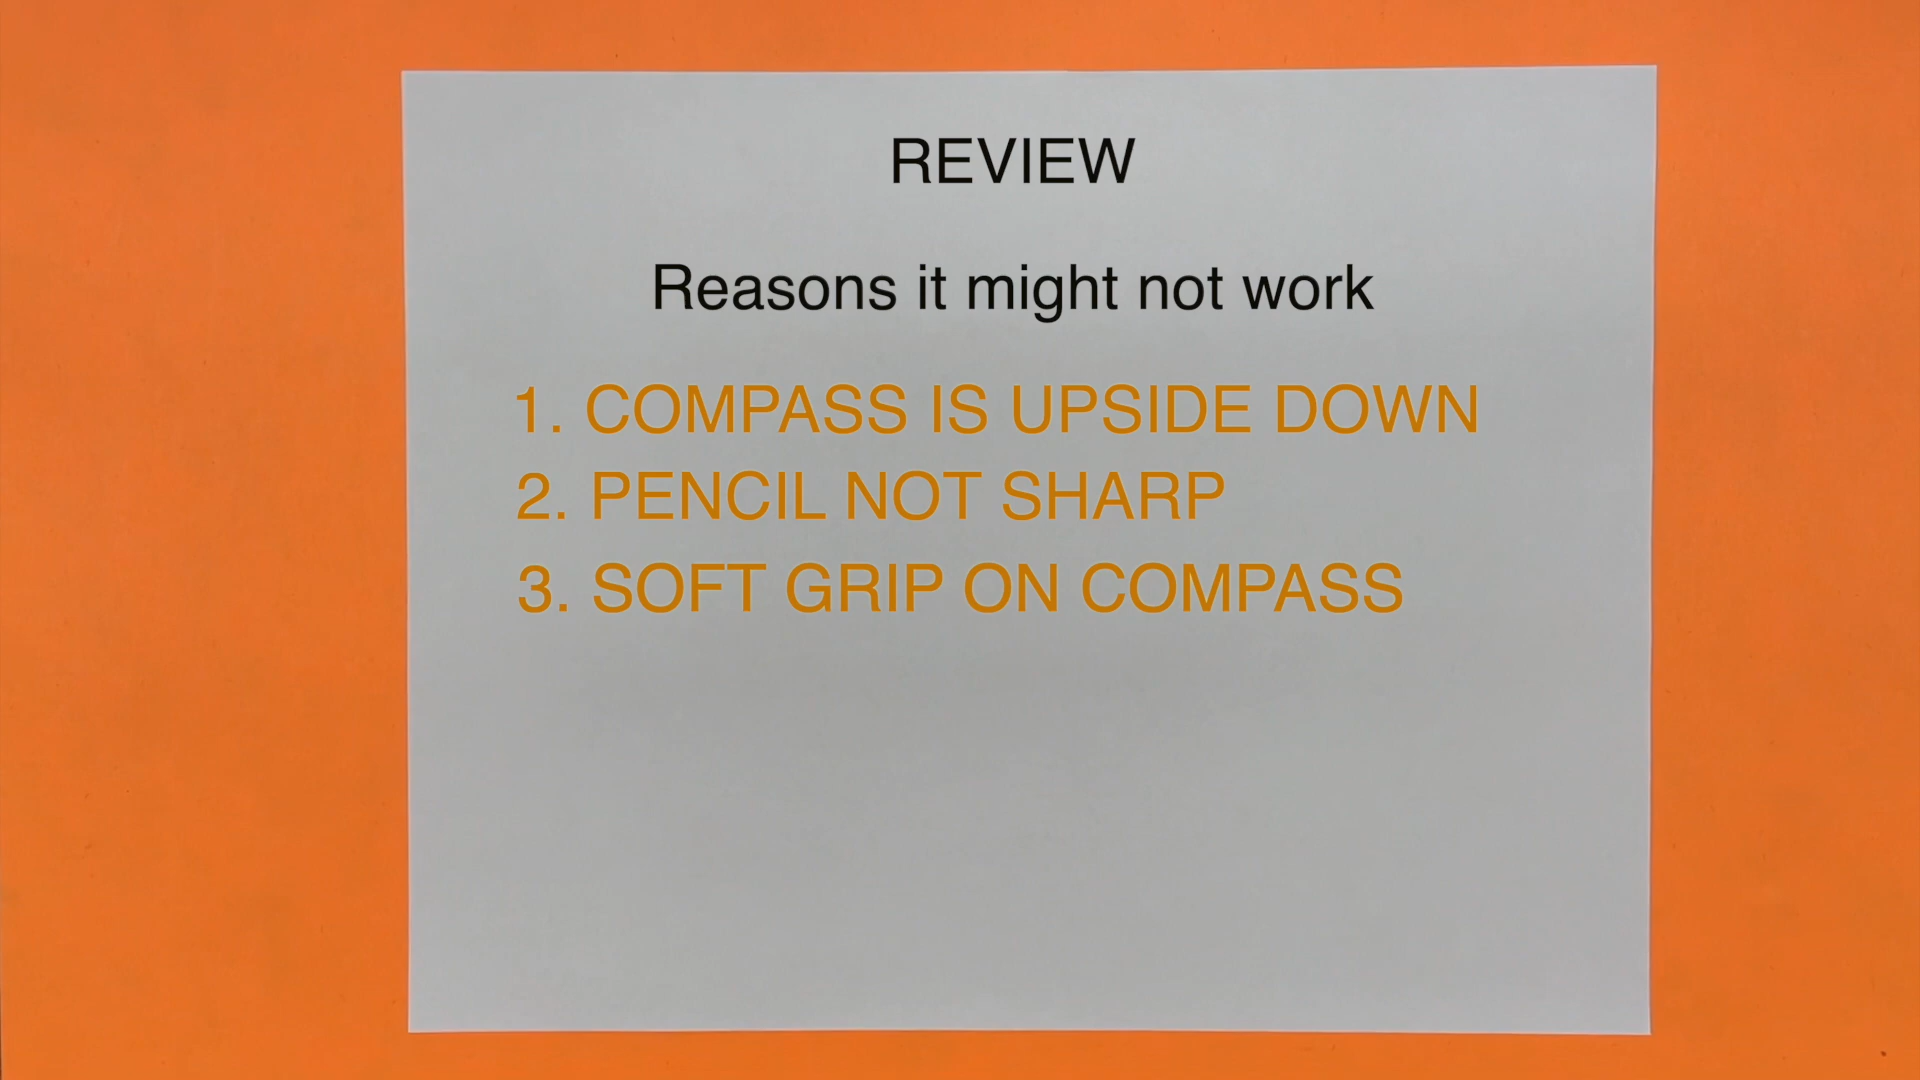 REVIEW
Reasons it might not work
1. COMPASS IS UPSIDE DOWN
2. PENCIL NOT SHARP
3. SOFT GRIP ON COMPASS